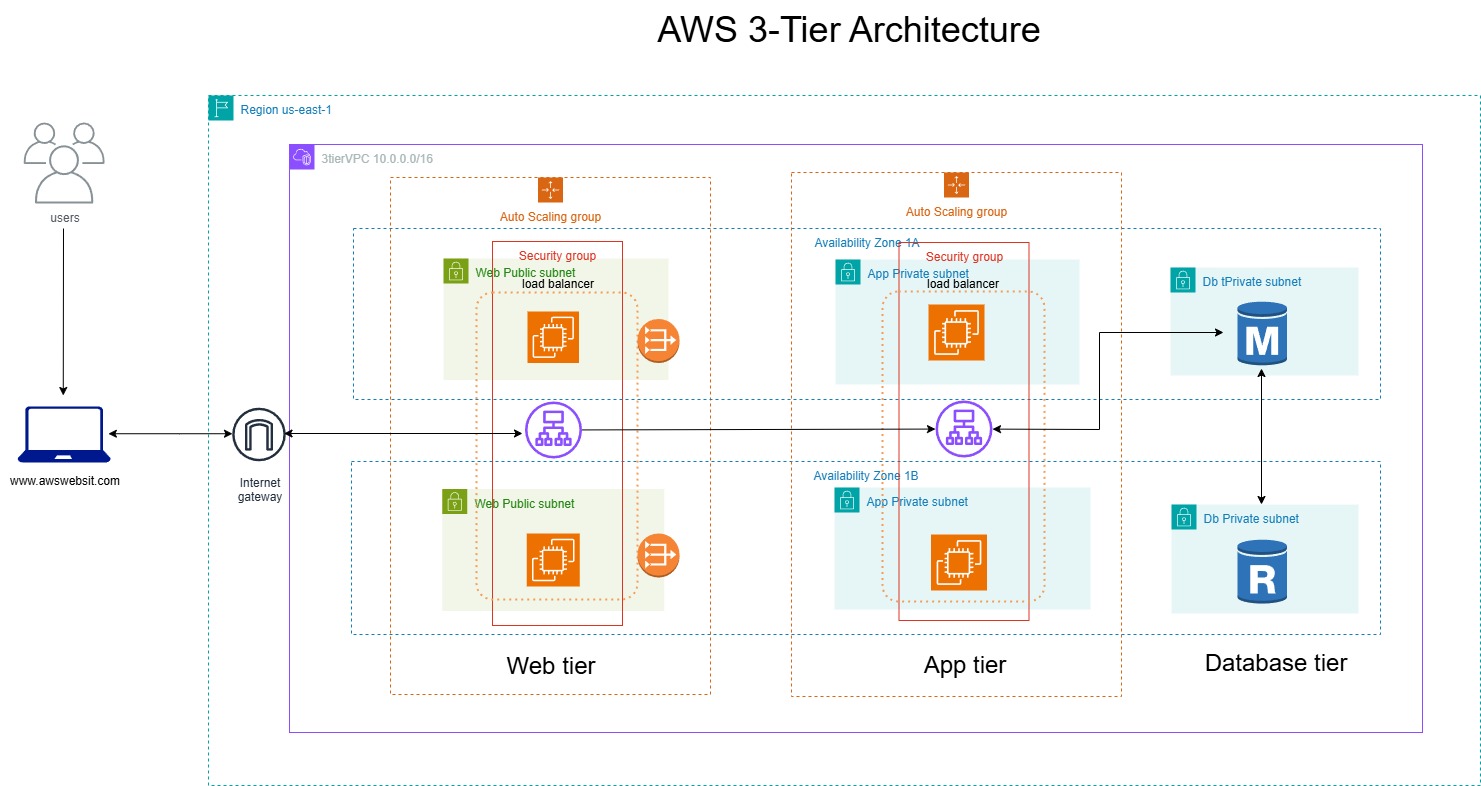 AWS 3-Tier Architecture
Region us-east-1
3tierVPC 10.0.0.0/16
users
Auto Scaling group
Auto Scaling group
Availability Zone 1A
Security group
Security group
Web Public subnet
App Private subnet
Db tPrivate subnet
load balancer
load balancer
M
www.awswebsit.com
Internet
gateway
Availability Zone 1B
Web Public subnet
App Private subnet
Db Private subnet
R
Web tier
App tier
Database tier